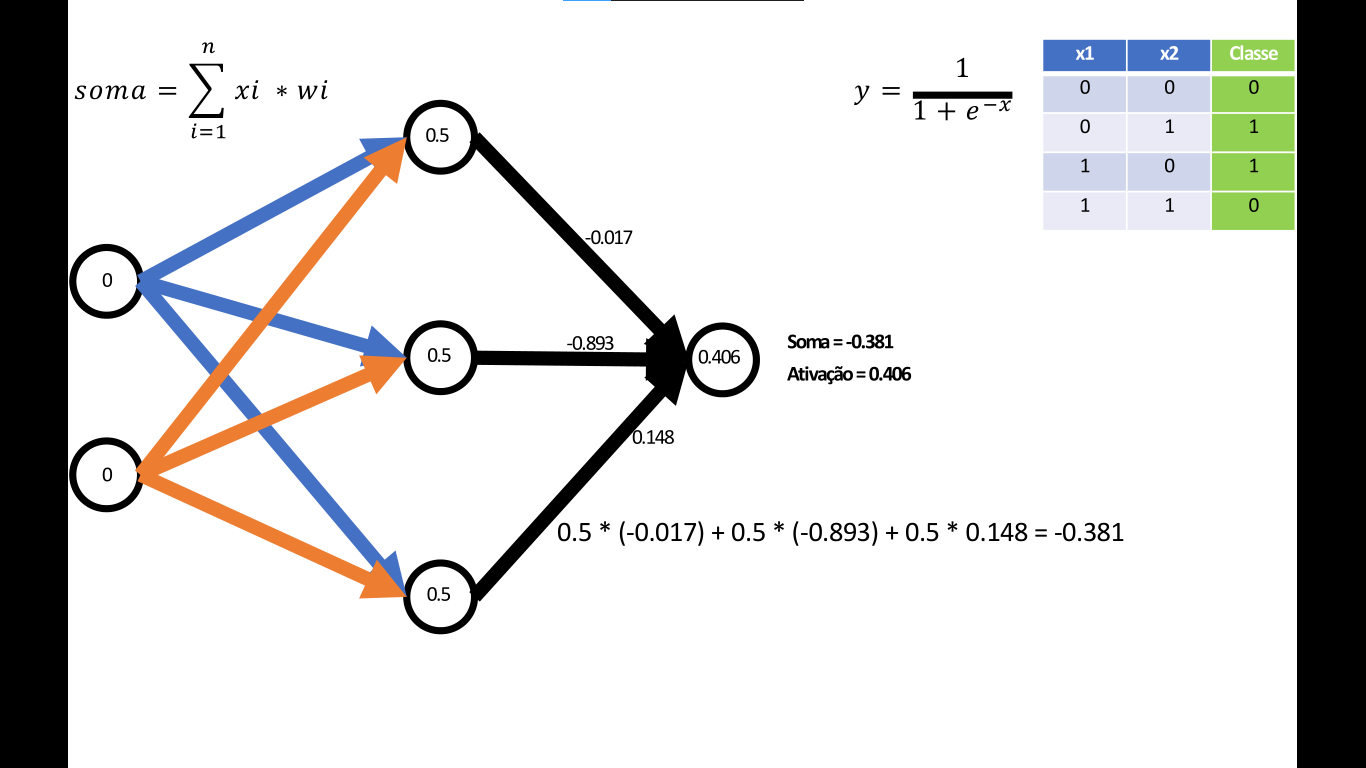 soma = ∑ xi * wi
n
i=1
y = 1 / 1 + e^−x
x1 x2 Classe
0 0 0
0 1 1
1 0 1
1 1 0
0.5
-0.017
0
0.5
-0.893
0.406
Soma = -0.381
Ativação = 0.406
0.148
0
0.5 * (-0.017) + 0.5 * (-0.893) + 0.5 * 0.148 = -0.381
0.5